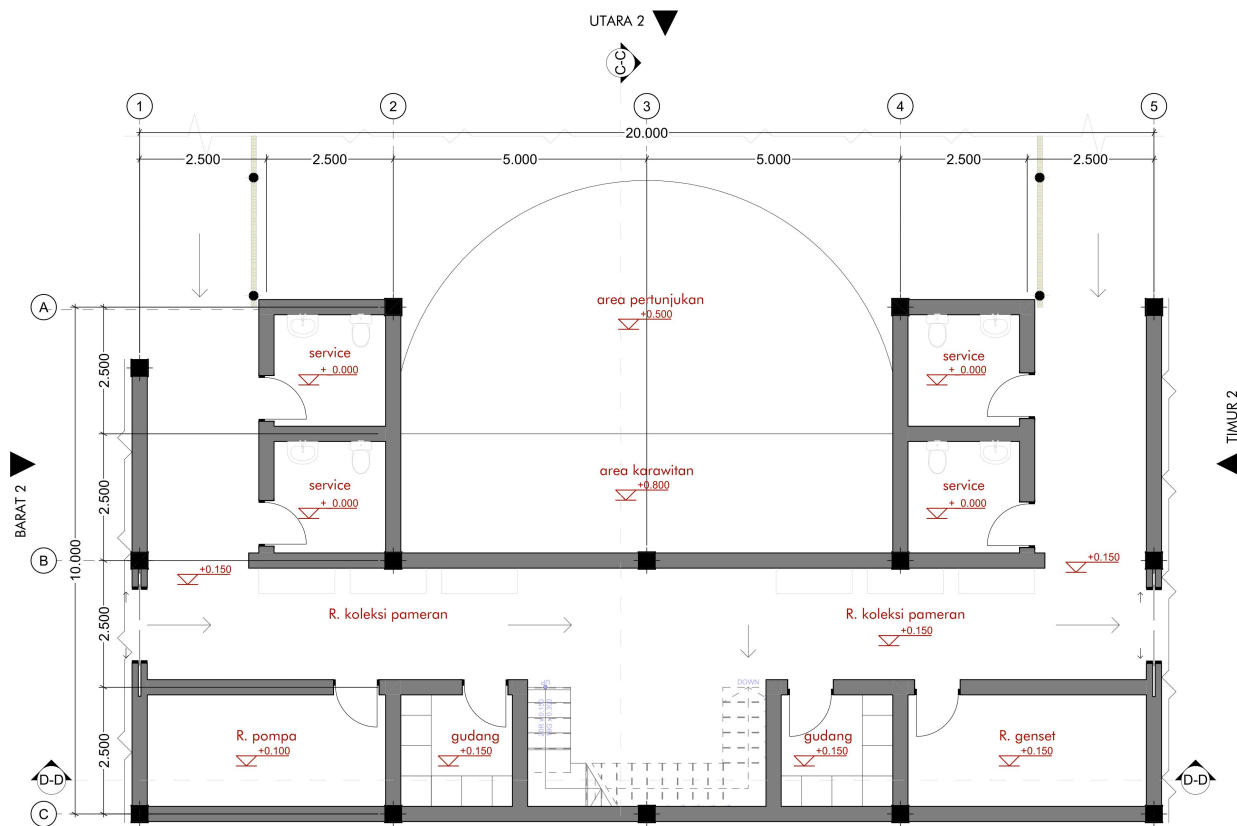 UTARA 2
C-C
1
2
3
4
5
20.000
2.500
2.500
5.000
5.000
2.500
2.500
A
area pertunjukan
+0.500
service
+ 0.000
service
+ 0.000
2.500
TIMUR 2
BARAT 2
area karawitan
+0.800
service
+ 0.000
service
+ 0.000
2.500
B
10.000
+0.150
+0.150
R. koleksi pameran
R. koleksi pameran
+0.150
2.500
DOWN
R. pompa
+0.100
gudang
+0.150
gudang
+0.150
R. genset
+0.150
2.500
D-D
D-D
C